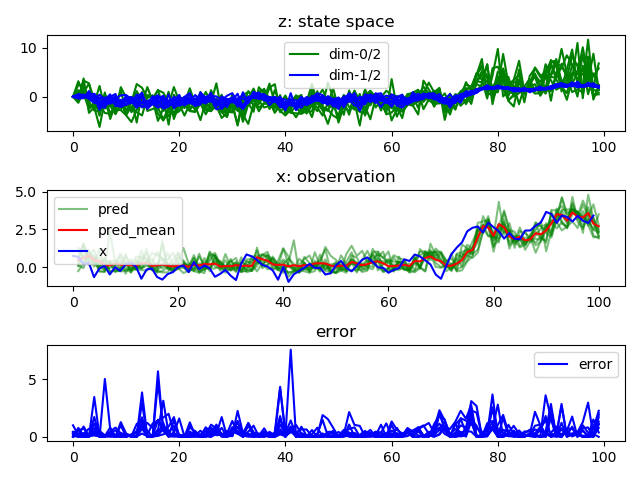 z: state space
10
0
dim-0/2
dim-1/2
0 20 40 60 80 100
x: observation
5.0
2.5
0.0
pred
pred_mean
x
0 20 40 60 80 100
error
5
0
error
0 20 40 60 80 100